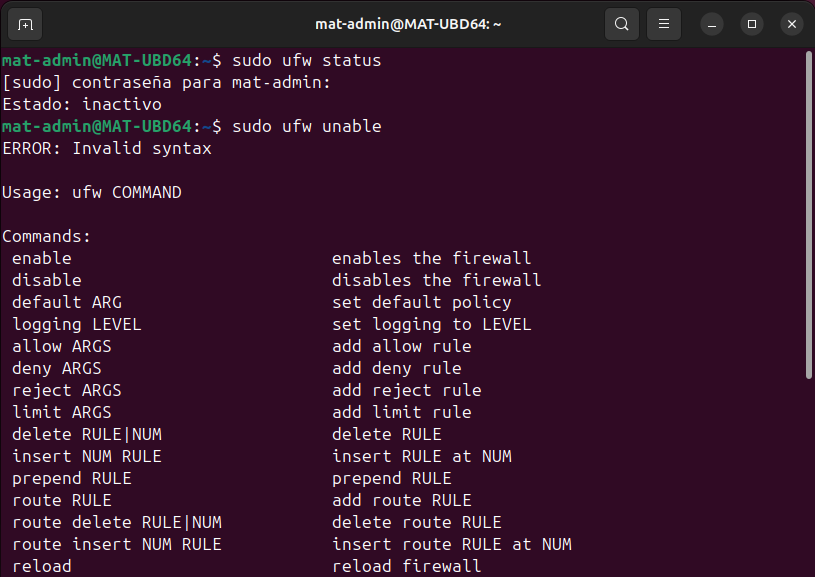 mat-admin@MAT-UBD64: ~
mat-admin@MAT-UBD64:~$ sudo ufw status
[sudo] contraseña para mat-admin:
Estado: inactivo
mat-admin@MAT-UBD64:~$ sudo ufw unable
ERROR: Invalid syntax
Usage: ufw COMMAND
Commands:
enable enables the firewall
disable disables the firewall
default ARG set default policy
logging LEVEL set logging to LEVEL
allow ARGS add allow rule
deny ARGS add deny rule
reject ARGS add reject rule
limit ARGS add limit rule
delete RULE|NUM delete RULE
insert NUM RULE insert RULE at NUM
prepend RULE prepend RULE
route RULE add route RULE
route delete RULE|NUM delete route RULE
route insert NUM RULE insert route RULE at NUM
reload reload firewall